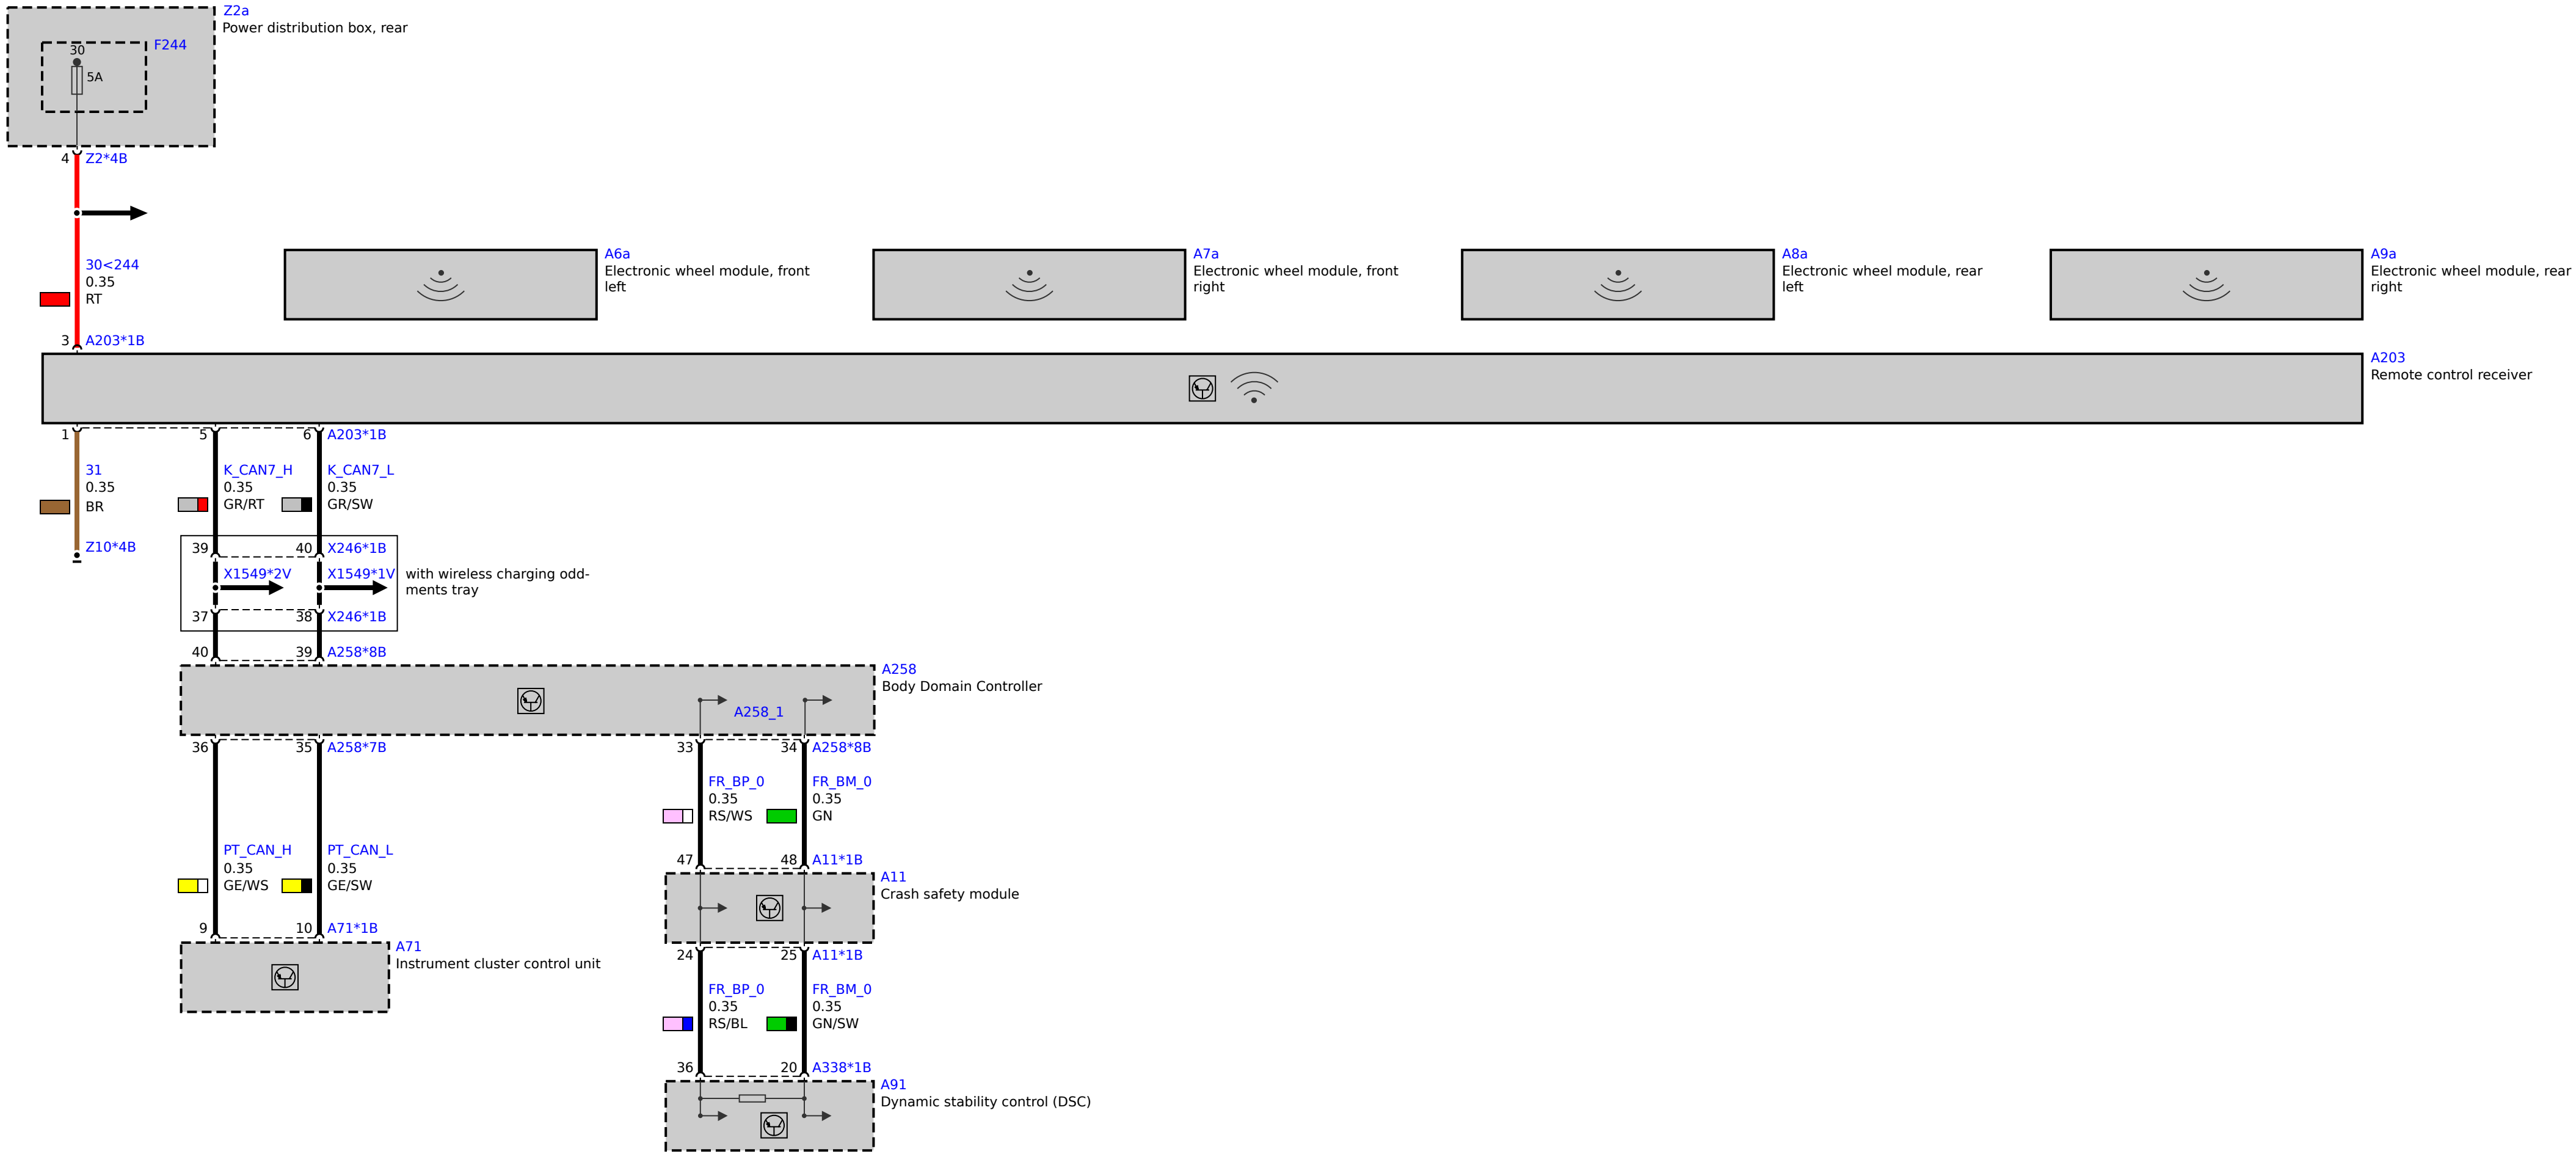 Z2a
Power distribution box, rear
F244
30
5A
4 Z2*4B
30<244
0.35
RT
A6a
Electronic wheel module, front
left
A7a
Electronic wheel module, front
right
A8a
Electronic wheel module, rear
left
A9a
Electronic wheel module, rear
right
3 A203*1B
A203
Remote control receiver
1 5 6 A203*1B
31
0.35
BR
K_CAN7_H
0.35
GR/RT
K_CAN7_L
0.35
GR/SW
Z10*4B
39 40 X246*1B
X1549*2V X1549*1V
with wireless charging odd-
ments tray
37 38 X246*1B
40 39 A258*8B
A258
Body Domain Controller
A258_1
36 35 A258*7B
33 34 A258*8B
FR_BP_0
0.35
RS/WS
FR_BM_0
0.35
GN
PT_CAN_H
0.35
GE/WS
PT_CAN_L
0.35
GE/SW
47 48 A11*1B
A11
Crash safety module
9 10 A71*1B
A71
Instrument cluster control unit
24 25 A11*1B
FR_BP_0
0.35
RS/BL
FR_BM_0
0.35
GN/SW
36 20 A338*1B
A91
Dynamic stability control (DSC)